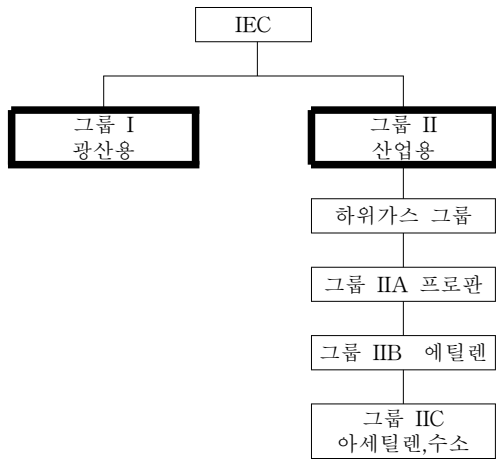 IEC
그룹 I
광산용
그룹 II
산업용
하위가스 그룹
그룹 IIA 프로판
그룹 IIB 에틸렌
그룹 IIC
아세틸렌,수소